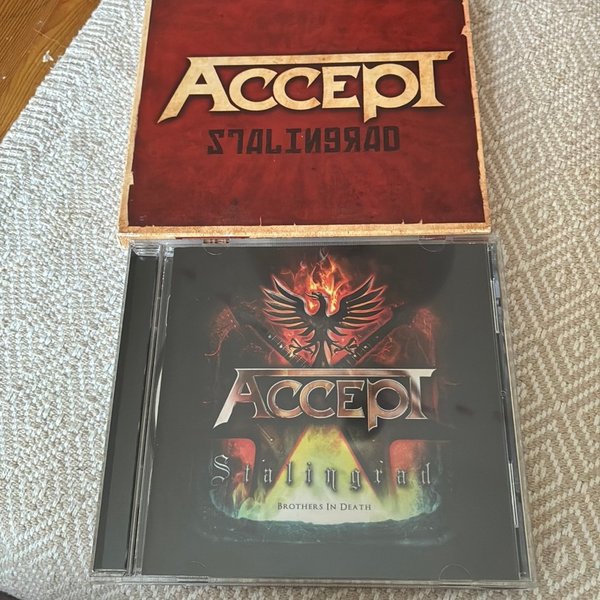 ACCEPT
STALINGRAD
ACCEPT
Stalingrad
BROTHERS IN DEATH